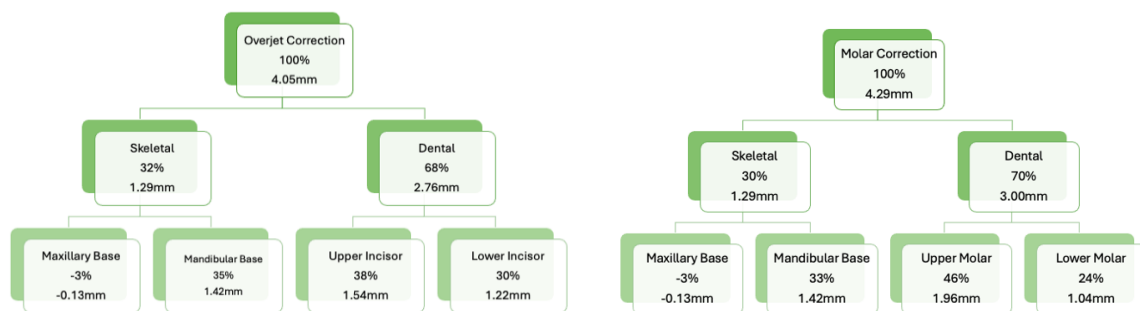 Overjet Correction
100%
4.05mm
Skeletal
32%
1.29mm
Dental
68%
2.76mm
Maxillary Base
-3%
-0.13mm
Mandibular Base
35%
1.42mm
Upper Incisor
38%
1.54mm
Lower Incisor
30%
1.22mm
Molar Correction
100%
4.29mm
Skeletal
30%
1.29mm
Dental
70%
3.00mm
Maxillary Base
-3%
-0.13mm
Mandibular Base
33%
1.42mm
Upper Molar
46%
1.96mm
Lower Molar
24%
1.04mm